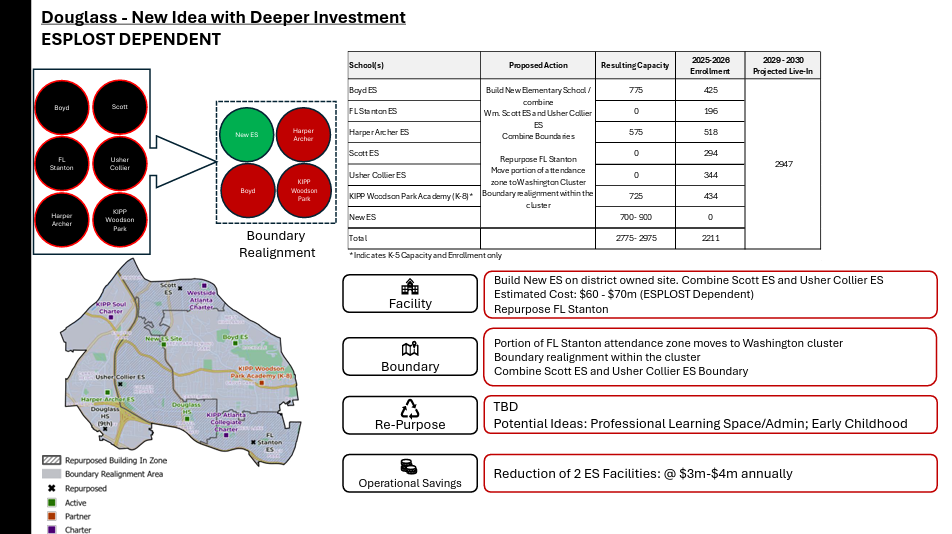 Douglass - New Idea with Deeper Investment
ESPLOST DEPENDENT
Boyd
Scott
FL
Stanton
Usher
Collier
Harper
Archer
KIPP
Woodson
Park
New ES
Harper
Archer
Boyd
KIPP
Woodson
Park
Boundary
Realignment
School(s)
Proposed Action
Resulting Capacity
2025-2026
Enrollment
2029 - 2030
Projected Live-In
Boyd ES
775
425
FL Stanton ES
0
196
Harper Archer ES
575
518
Scott ES
0
294
Usher Collier ES
0
344
KIPP Woodson Park Academy (K-8)*
725
434
New ES
700- 900
0
Total
2775- 2975
2211
Build New Elementary School /
combine
Wm. Scott ES and Usher Collier
ES
Combine Boundaries
Repurpose FL Stanton
Move portion of attendance
zone to Washington Cluster
Boundary realignment within the
cluster
2947
*Indicates K-5 Capacity and Enrollment only
Scott
ES
Westside
Atlanta
Charter
KIPP Soul
Charter
New ES Site
Boyd ES
KIPP Woodson
Park Academy (K-8)
Usher Collier ES
Harper Archer ES
Douglass
HS
(9th)
Douglass
HS
KIPP Atlanta
Collegiate
Charter
FL
Stanton
ES
Repurposed Building In Zone
Boundary Realignment Area
Repurposed
Active
Partner
Charter
Facility
Build New ES on district owned site. Combine Scott ES and Usher Collier ES
Estimated Cost: $60 - $70m (ESPLOST Dependent)
Repurpose FL Stanton
Boundary
Portion of FL Stanton attendance zone moves to Washington cluster
Boundary realignment within the cluster
Combine Scott ES and Usher Collier ES Boundary
Re-Purpose
TBD
Potential Ideas: Professional Learning Space/Admin; Early Childhood
Operational Savings
Reduction of 2 ES Facilities: @ $3m-$4m annually